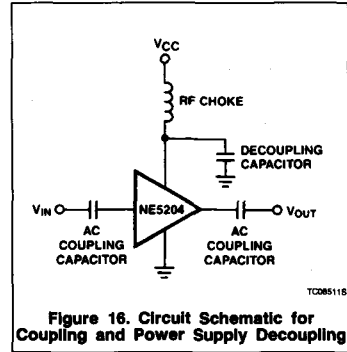 VCC
RF CHOKE
DECOUPLING
CAPACITOR
NE5204
VIN
VOUT
AC
COUPLING
CAPACITOR
AC
COUPLING
CAPACITOR
TC08511S
Figure 16. Circuit Schematic for
Coupling and Power Supply Decoupling